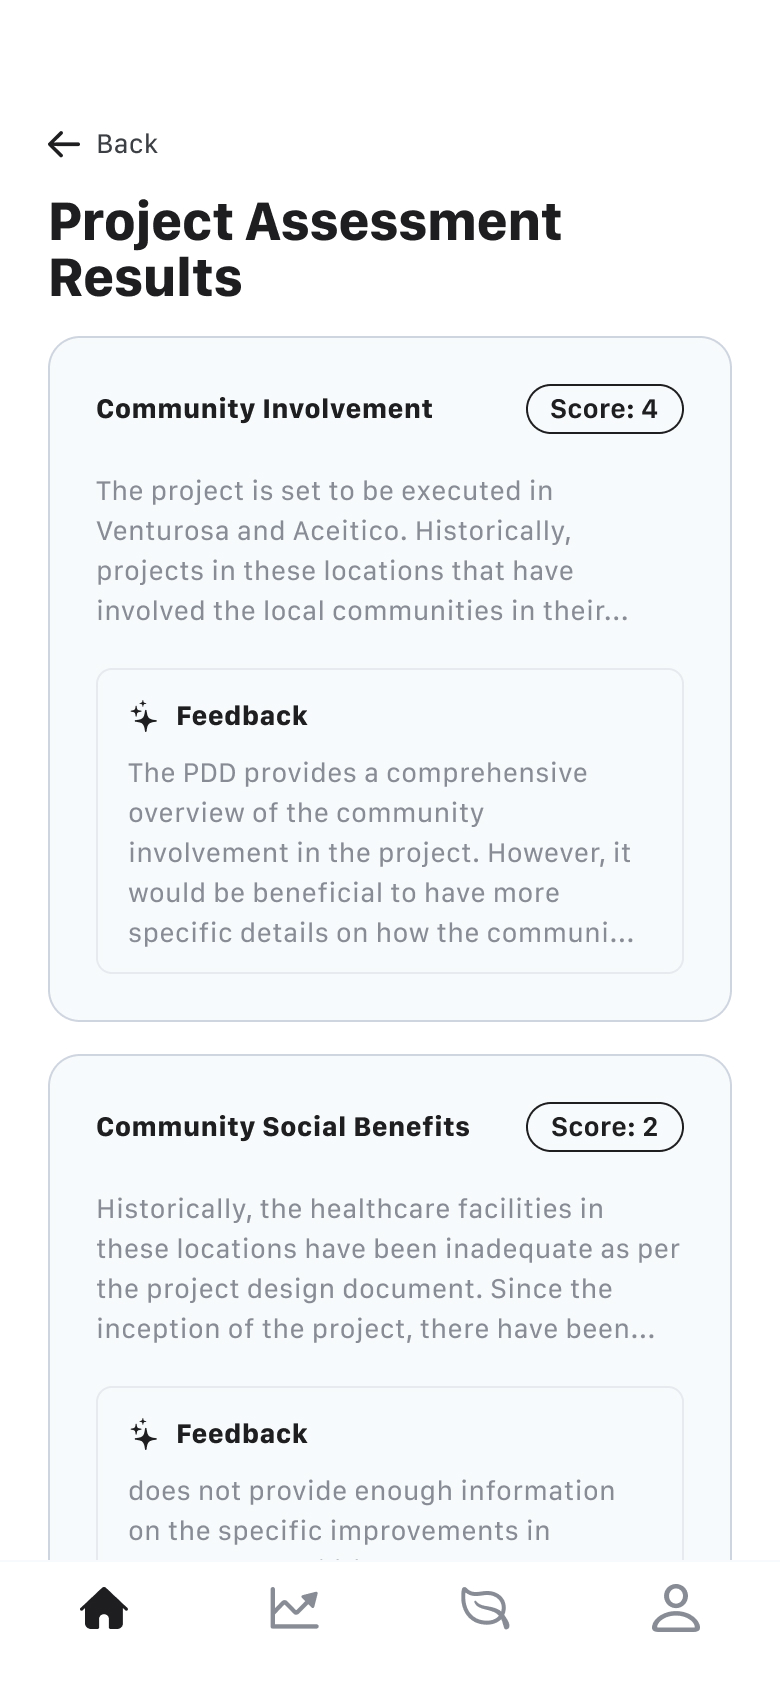 Back
Project Assessment
Results
Community Involvement
Score: 4
The project is set to be executed in
Venturosa and Aceitico. Historically,
projects in these locations that have
involved the local communities in their...
Feedback
The PDD provides a comprehensive
overview of the community
involvement in the project. However, it
would be beneficial to have more
specific details on how the communi...
Community Social Benefits
Score: 2
Historically, the healthcare facilities in
these locations have been inadequate as per
the project design document. Since the
inception of the project, there have been...
Feedback
does not provide enough information
on the specific improvements in